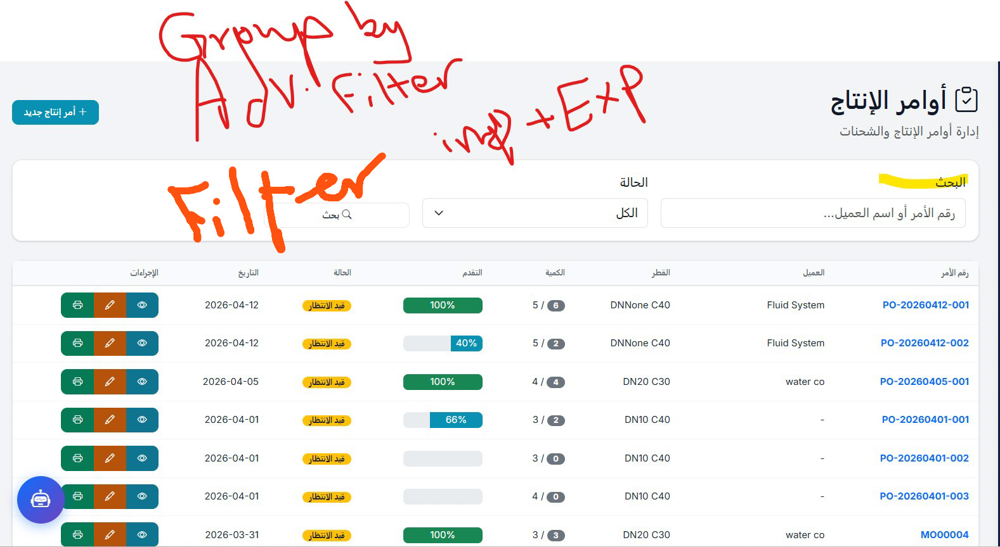 Group by
Adv. Filter
imp + Exp
أوامر الإنتاج
إدارة أوامر الإنتاج والشحنات
+ أمر إنتاج جديد
Filter
البحث
الحالة
رقم الأمر أو اسم العميل...
الكل
بحث
رقم الأمر العميل القطر الكمية التقدم الحالة التاريخ الإجراءات
PO-20260412-001 Fluid System DNNone C40 5 / 6 100% قيد الانتظار 2026-04-12
PO-20260412-002 Fluid System DNNone C40 5 / 2 40% قيد الانتظار 2026-04-12
PO-20260405-001 water co DN20 C30 4 / 4 100% قيد الانتظار 2026-04-05
PO-20260401-001 - DN10 C40 3 / 2 66% قيد الانتظار 2026-04-01
PO-20260401-002 - DN10 C40 3 / 0 قيد الانتظار 2026-04-01
PO-20260401-003 - DN10 C40 4 / 0 قيد الانتظار 2026-04-01
MO00004 water co DN20 C30 3 / 3 100% قيد الانتظار 2026-03-31